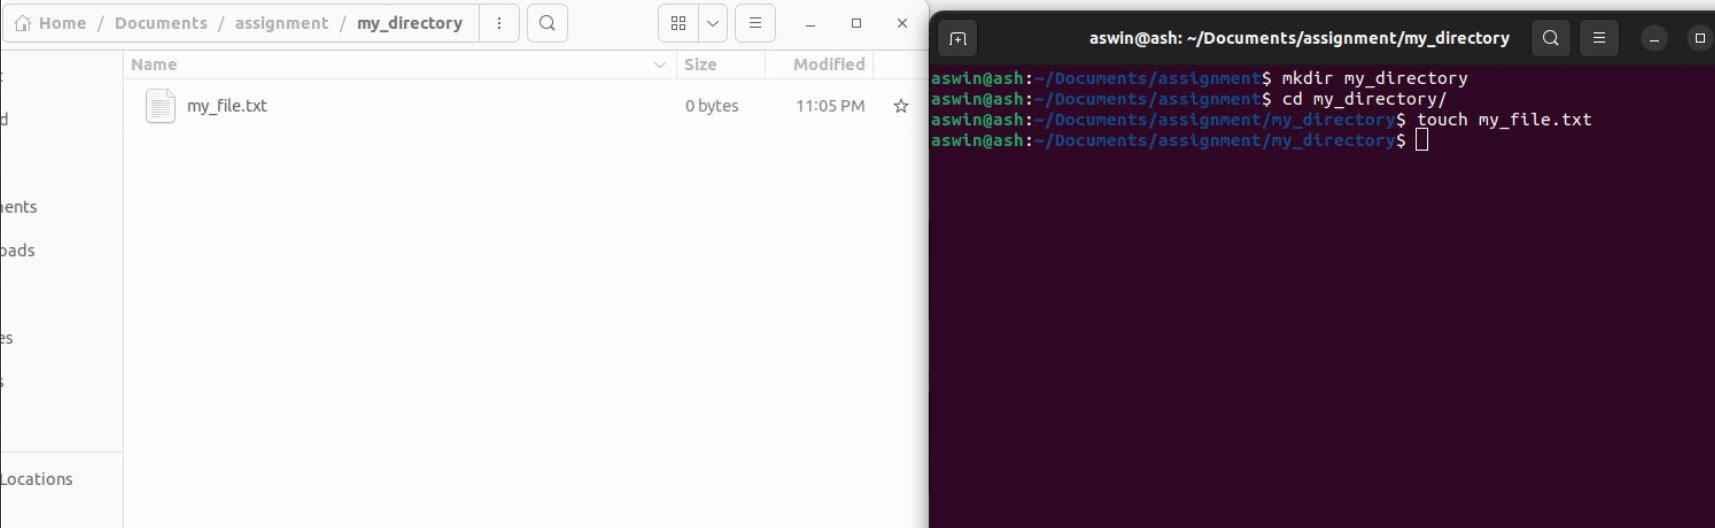 Home / Documents / assignment / my_directory
Name Size Modified
my_file.txt 0 bytes 11:05 PM
d
ents
oads
es
s
Locations
aswin@ash: ~/Documents/assignment/my_directory
aswin@ash:~/Documents/assignment$ mkdir my_directory
aswin@ash:~/Documents/assignment$ cd my_directory/
aswin@ash:~/Documents/assignment/my_directory$ touch my_file.txt
aswin@ash:~/Documents/assignment/my_directory$